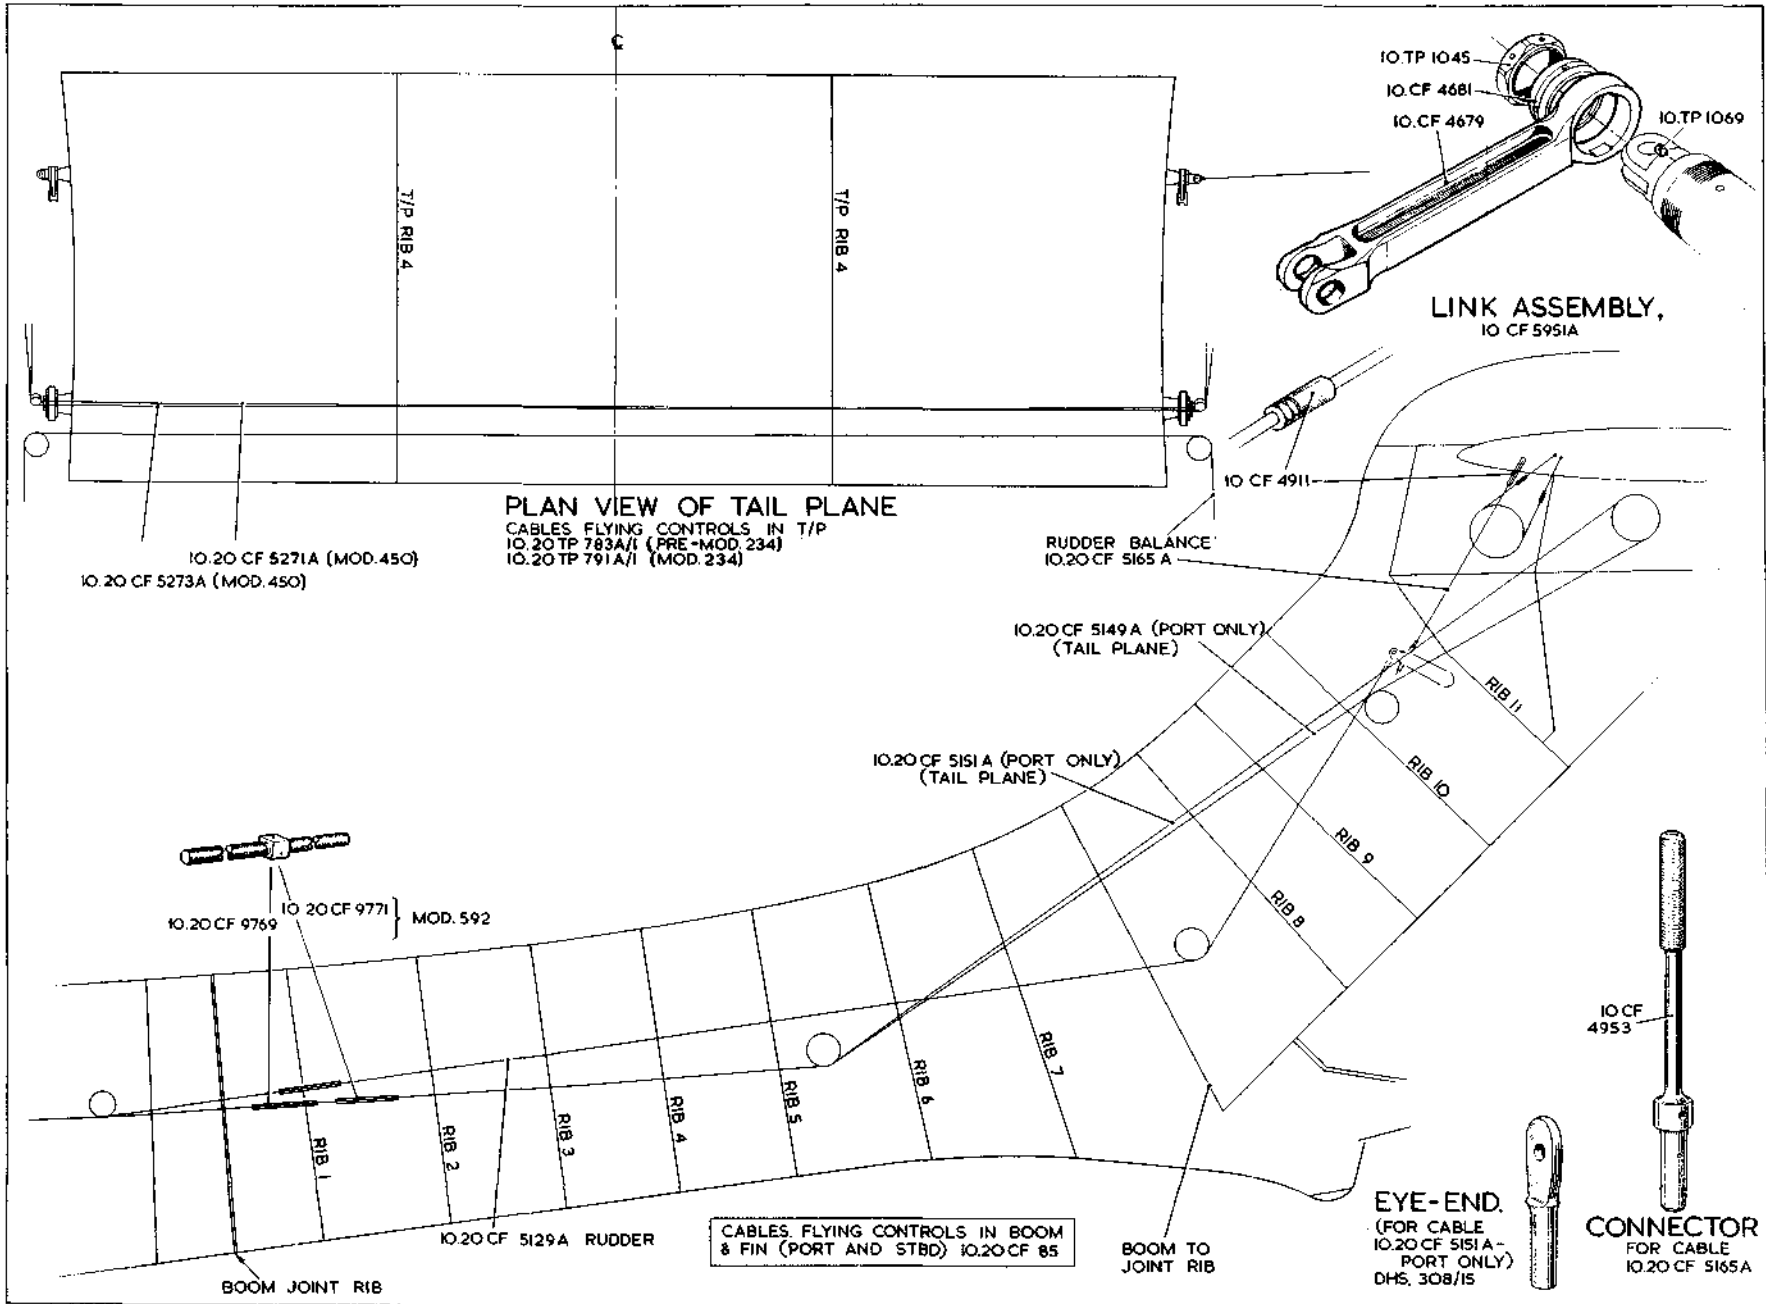 ℄
10.TP 1045
10.CF 4681
10.CF 4679
10.TP 1069
T/P RIB 4
T/P RIB 4
LINK ASSEMBLY,
10 CF 5951A
10 CF 4911
PLAN VIEW OF TAIL PLANE
CABLES FLYING CONTROLS IN T/P
10.20 TP 783A/1 (PRE-MOD. 234)
10.20 TP 791A/1 (MOD. 234)
10.20 CF 5271A (MOD. 450)
10.20 CF 5273A (MOD. 450)
RUDDER BALANCE
10.20 CF 5165 A
10.20 CF 5149 A (PORT ONLY)
(TAIL PLANE)
10.20 CF 5151 A (PORT ONLY)
(TAIL PLANE)
RIB 11
RIB 10
RIB 9
RIB 8
10.20 CF 9769
10 20 CF 9771 } MOD. 592
RIB 7
RIB 6
RIB 5
RIB 4
RIB 3
RIB 2
RIB 1
10 CF
4953
10.20 CF 5129A RUDDER
BOOM JOINT RIB
CABLES. FLYING CONTROLS IN BOOM
& FIN (PORT AND STBD) 10.20 CF 85
BOOM TO
JOINT RIB
EYE-END.
(FOR CABLE
10.20 CF 5151 A-
PORT ONLY)
DHS, 308/15
CONNECTOR
FOR CABLE
10.20 CF 5165A